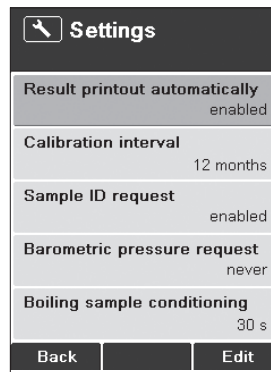 Settings
Result printout automatically
enabled
Calibration interval
12 months
Sample ID request
enabled
Barometric pressure request
never
Boiling sample conditioning
30 s
Back
Edit